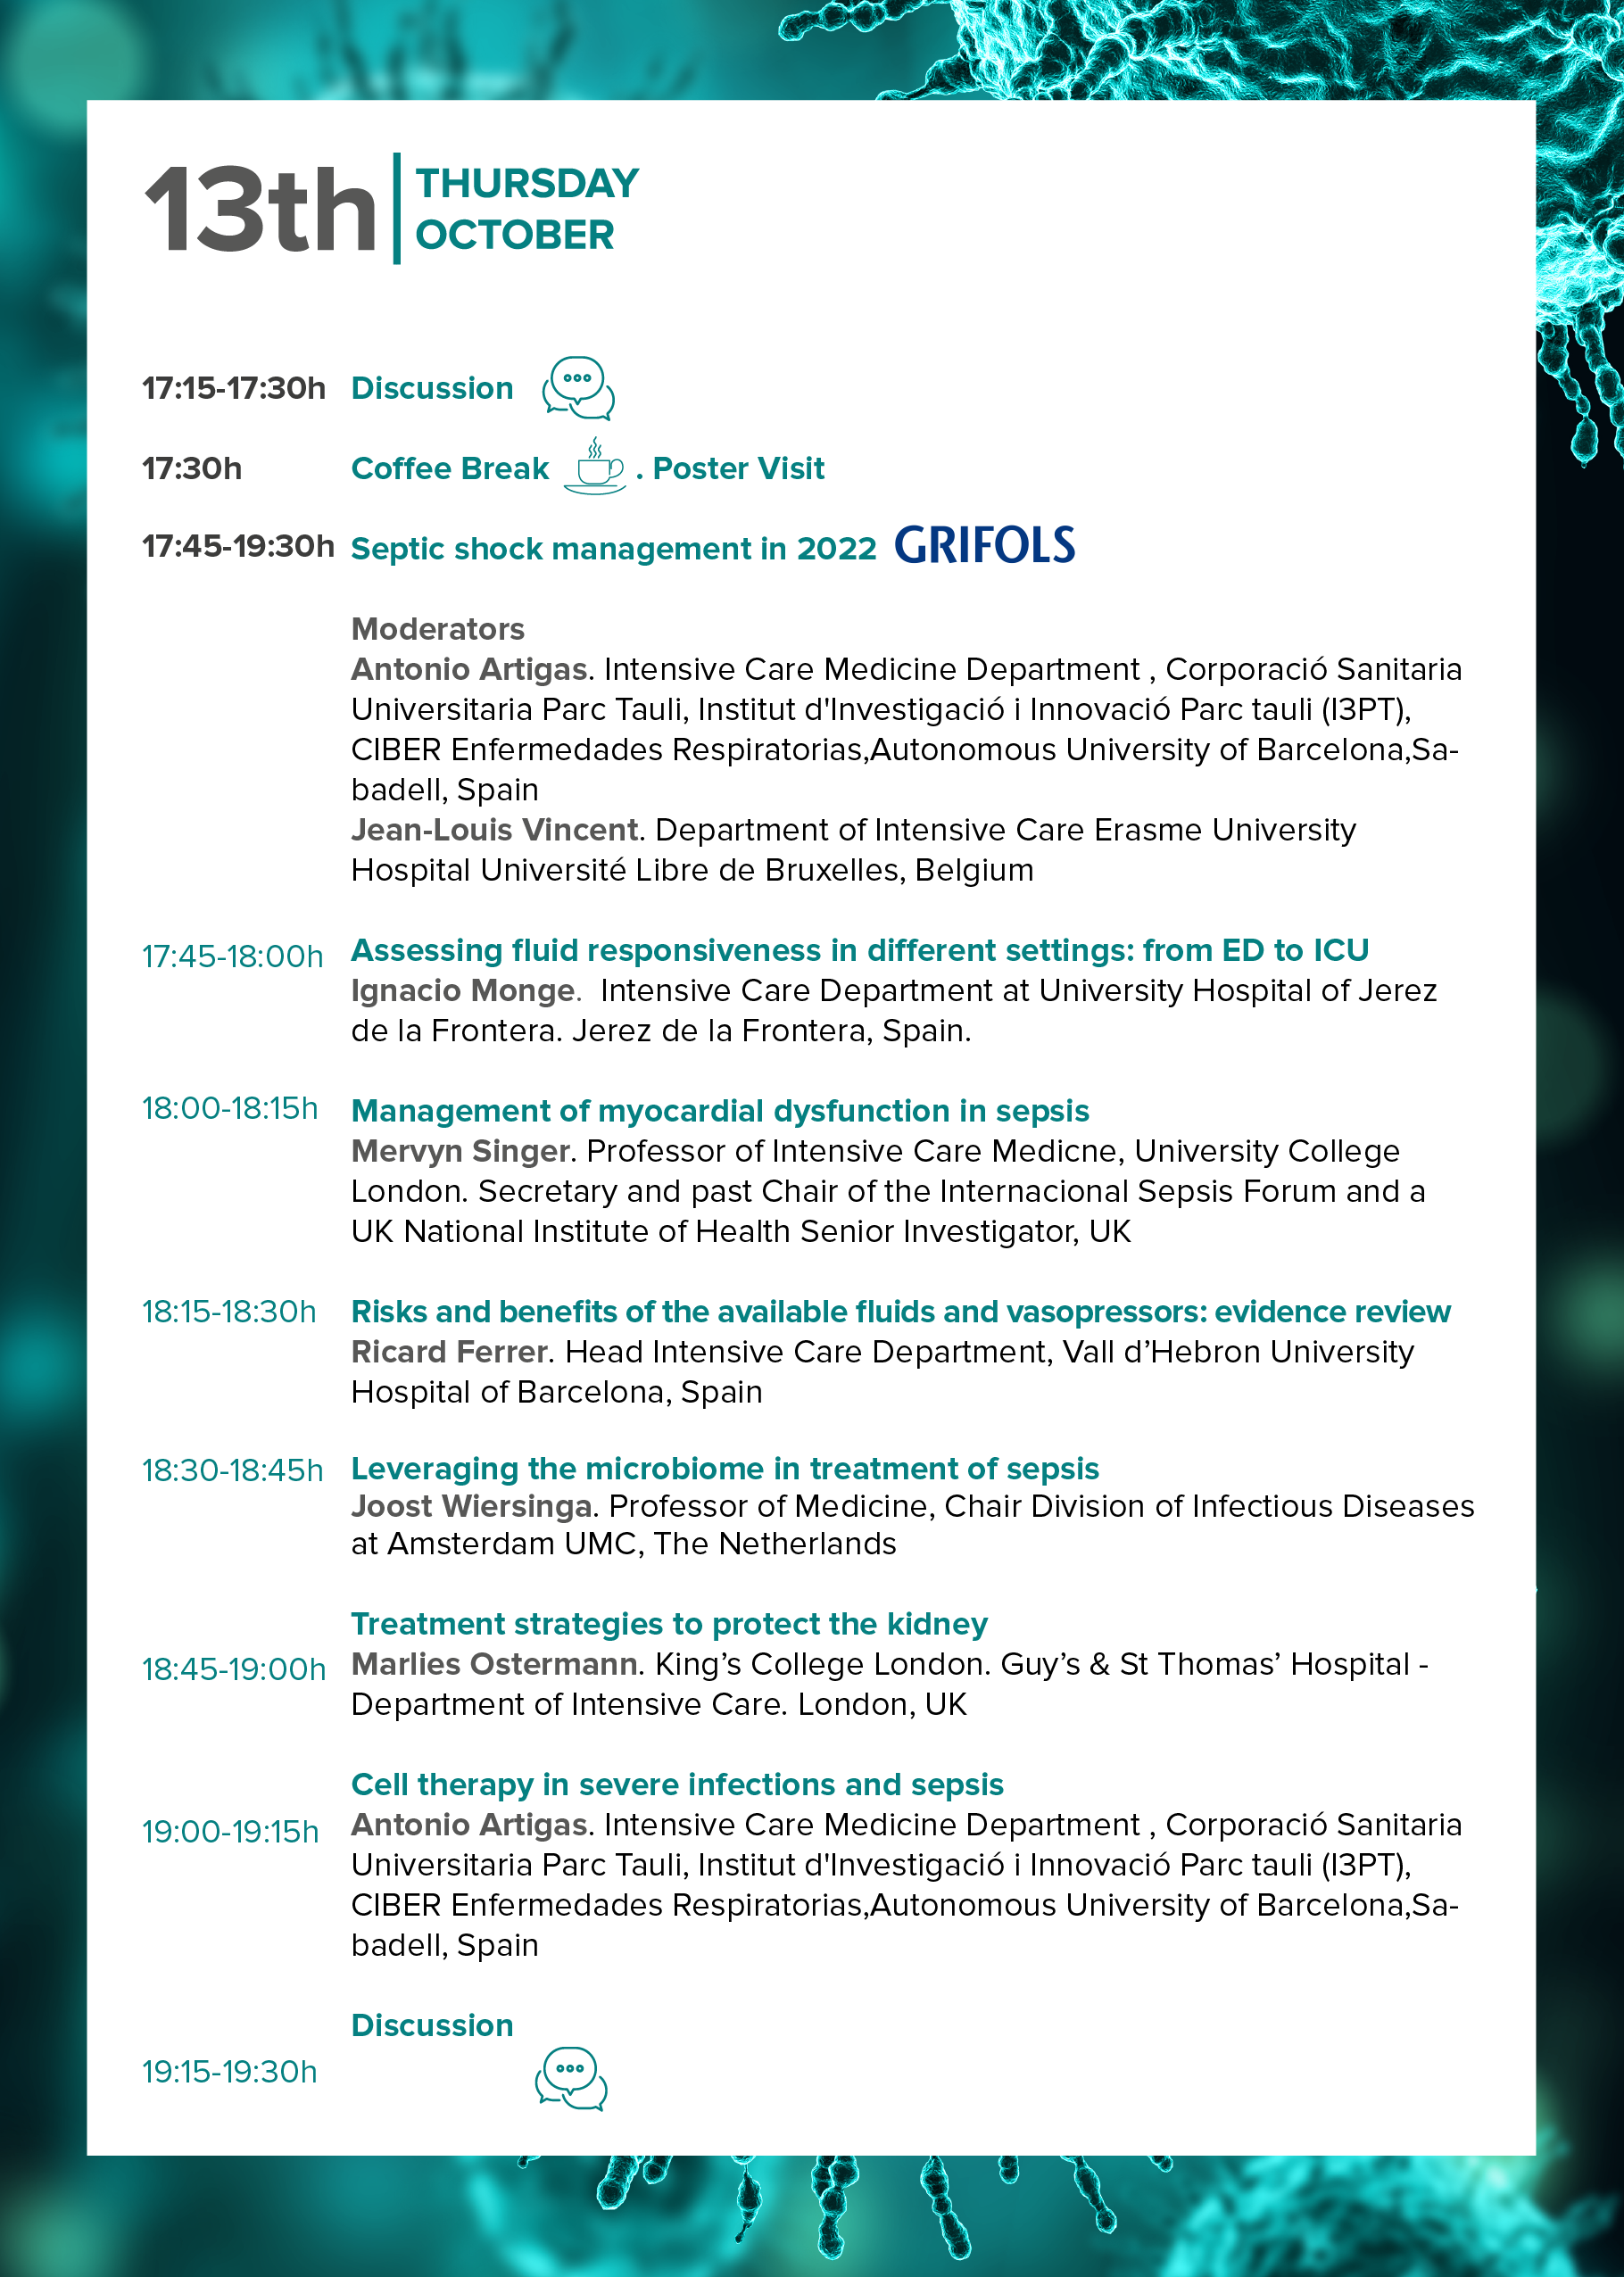 13th
THURSDAY
OCTOBER
17:15-17:30h Discussion
17:30h Coffee Break . Poster Visit
17:45-19:30h Septic shock management in 2022 GRIFOLS
Moderators
Antonio Artigas. Intensive Care Medicine Department , Corporació Sanitaria
Universitaria Parc Tauli, Institut d'Investigació i Innovació Parc tauli (I3PT),
CIBER Enfermedades Respiratorias,Autonomous University of Barcelona,Sa-
badell, Spain
Jean-Louis Vincent. Department of Intensive Care Erasme University
Hospital Université Libre de Bruxelles, Belgium
17:45-18:00h Assessing fluid responsiveness in different settings: from ED to ICU
Ignacio Monge.  Intensive Care Department at University Hospital of Jerez
de la Frontera. Jerez de la Frontera, Spain.
18:00-18:15h Management of myocardial dysfunction in sepsis
Mervyn Singer. Professor of Intensive Care Medicne, University College
London. Secretary and past Chair of the Internacional Sepsis Forum and a
UK National Institute of Health Senior Investigator, UK
18:15-18:30h Risks and benefits of the available fluids and vasopressors: evidence review
Ricard Ferrer. Head Intensive Care Department, Vall d’Hebron University
Hospital of Barcelona, Spain
18:30-18:45h Leveraging the microbiome in treatment of sepsis
Joost Wiersinga. Professor of Medicine, Chair Division of Infectious Diseases
at Amsterdam UMC, The Netherlands
Treatment strategies to protect the kidney
18:45-19:00h Marlies Ostermann. King’s College London. Guy’s & St Thomas’ Hospital -
Department of Intensive Care. London, UK
Cell therapy in severe infections and sepsis
19:00-19:15h Antonio Artigas. Intensive Care Medicine Department , Corporació Sanitaria
Universitaria Parc Tauli, Institut d'Investigació i Innovació Parc tauli (I3PT),
CIBER Enfermedades Respiratorias,Autonomous University of Barcelona,Sa-
badell, Spain
Discussion
19:15-19:30h